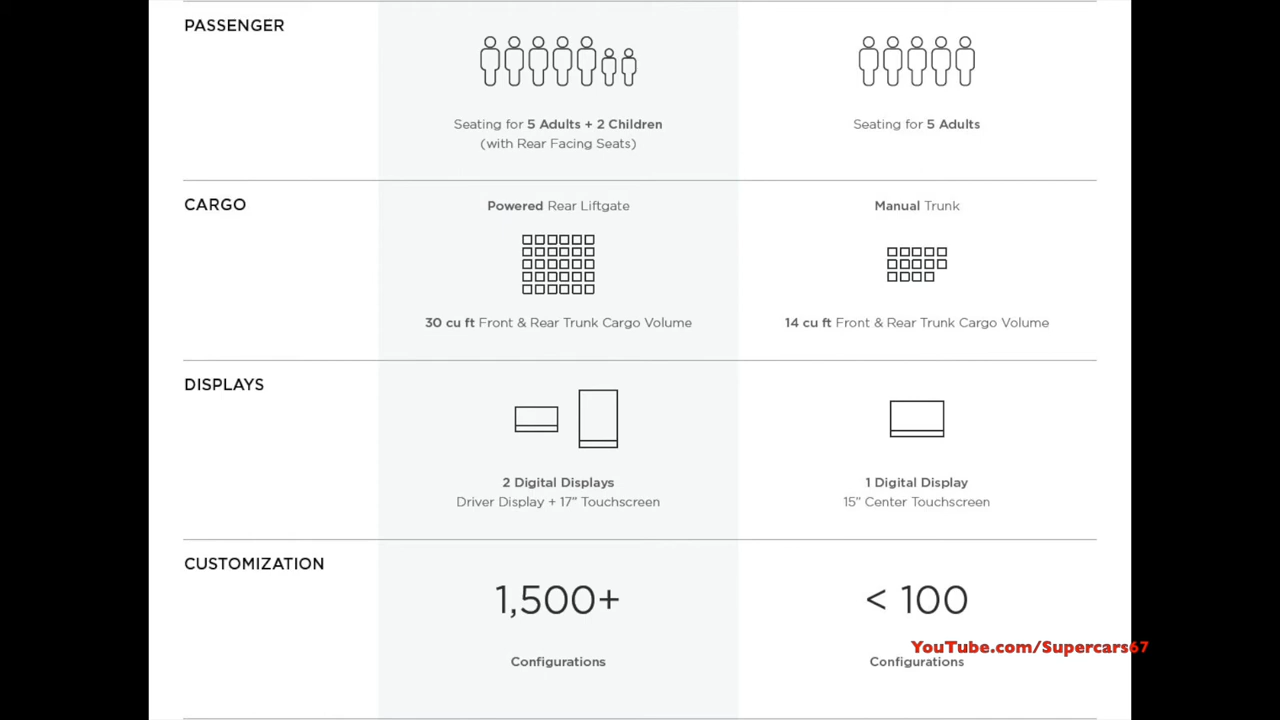 PASSENGER
Seating for 5 Adults + 2 Children
(with Rear Facing Seats)
Seating for 5 Adults
CARGO
Powered Rear Liftgate
Manual Trunk
30 cu ft Front & Rear Trunk Cargo Volume
14 cu ft Front & Rear Trunk Cargo Volume
DISPLAYS
2 Digital Displays
Driver Display + 17” Touchscreen
1 Digital Display
15” Center Touchscreen
CUSTOMIZATION
1,500+
Configurations
< 100
Configurations
YouTube.com/Supercars67